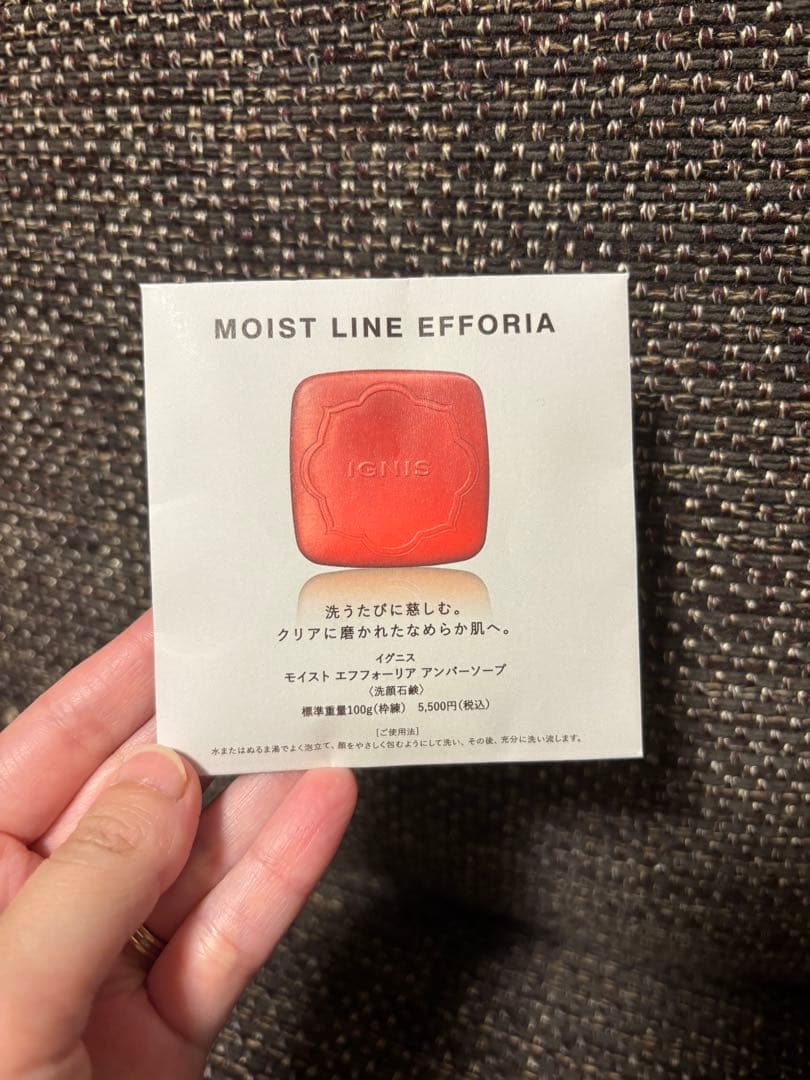 MOIST LINE EFFORIA
IGNIS
洗うたびに慈しむ。
クリアに磨かれたなめらか肌へ。
イグニス
モイスト エフフォーリア アンバーソープ
〈洗顔石鹸〉
標準重量100g(枠練) 5,500円(税込)
[ご使用法]
水またはぬるま湯でよく泡立て、顔をやさしく包むようにして洗い、その後、充分に洗い流します。